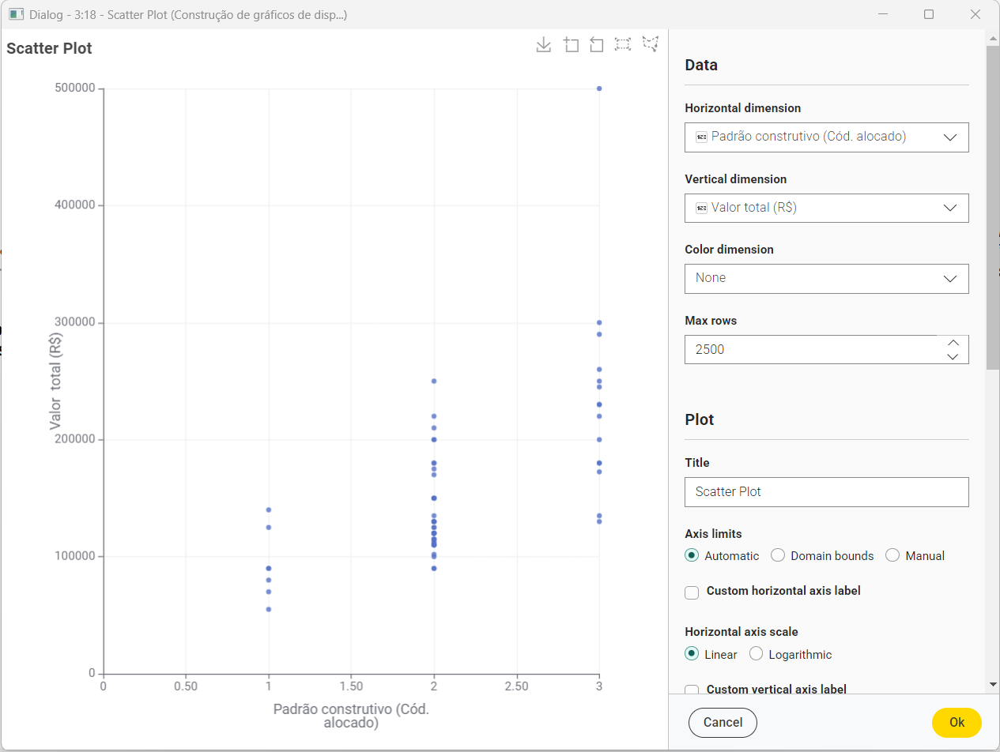 Dialog - 3:18 - Scatter Plot (Construção de gráficos de disp...)
Scatter Plot
500000
400000
300000
200000
100000
0
Valor total (R$)
0
0.50
1
1.50
2
2.50
3
Padrão construtivo (Cód.
alocado)
Data
Horizontal dimension
123 Padrão construtivo (Cód. alocado)
Vertical dimension
123 Valor total (R$)
Color dimension
None
Max rows
2500
Plot
Title
Scatter Plot
Axis limits
Automatic Domain bounds Manual
Custom horizontal axis label
Horizontal axis scale
Linear Logarithmic
Custom vertical axis label
Cancel Ok